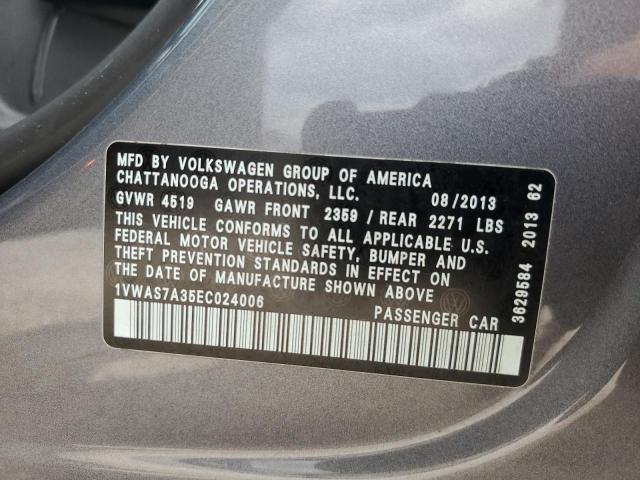 MFD BY VOLKSWAGEN GROUP OF AMERICA
CHATTANOOGA OPERATIONS, LLC. 08/2013
GVWR 4519 GAWR FRONT 2359 / REAR 2271 LBS
THIS VEHICLE CONFORMS TO ALL APPLICABLE U.S.
FEDERAL MOTOR VEHICLE SAFETY, BUMPER AND
THEFT PREVENTION STANDARDS IN EFFECT ON
THE DATE OF MANUFACTURE SHOWN ABOVE
1VWAS7A35EC024006 PASSENGER CAR
3629584 2013 62